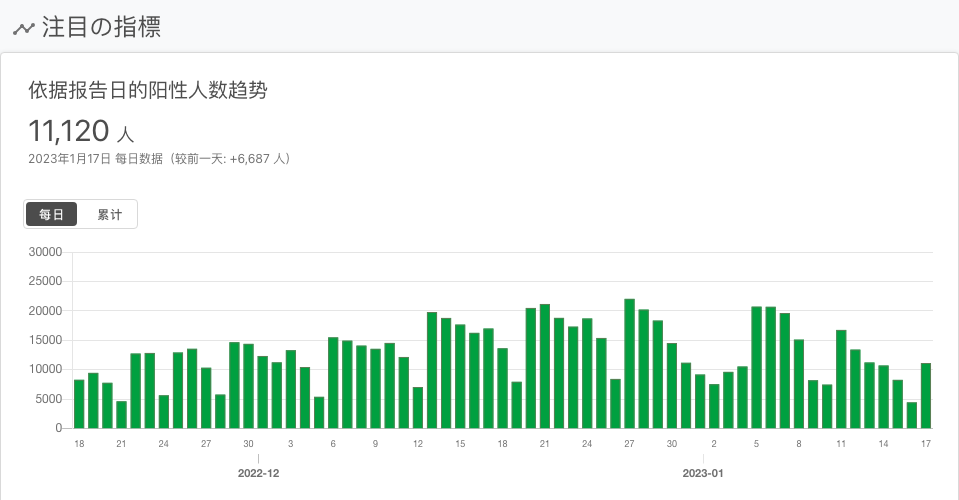 注目の指標
依据报告日的阳性人数趋势
11,120 人
2023年1月17日 每日数据（较前一天: +6,687 人）
每日 累计
30000
25000
20000
15000
10000
5000
0
18 21 24 27 30 3 6 9 12 15 18 21 24 27 30 2 5 8 11 14 17
2022-12 2023-01